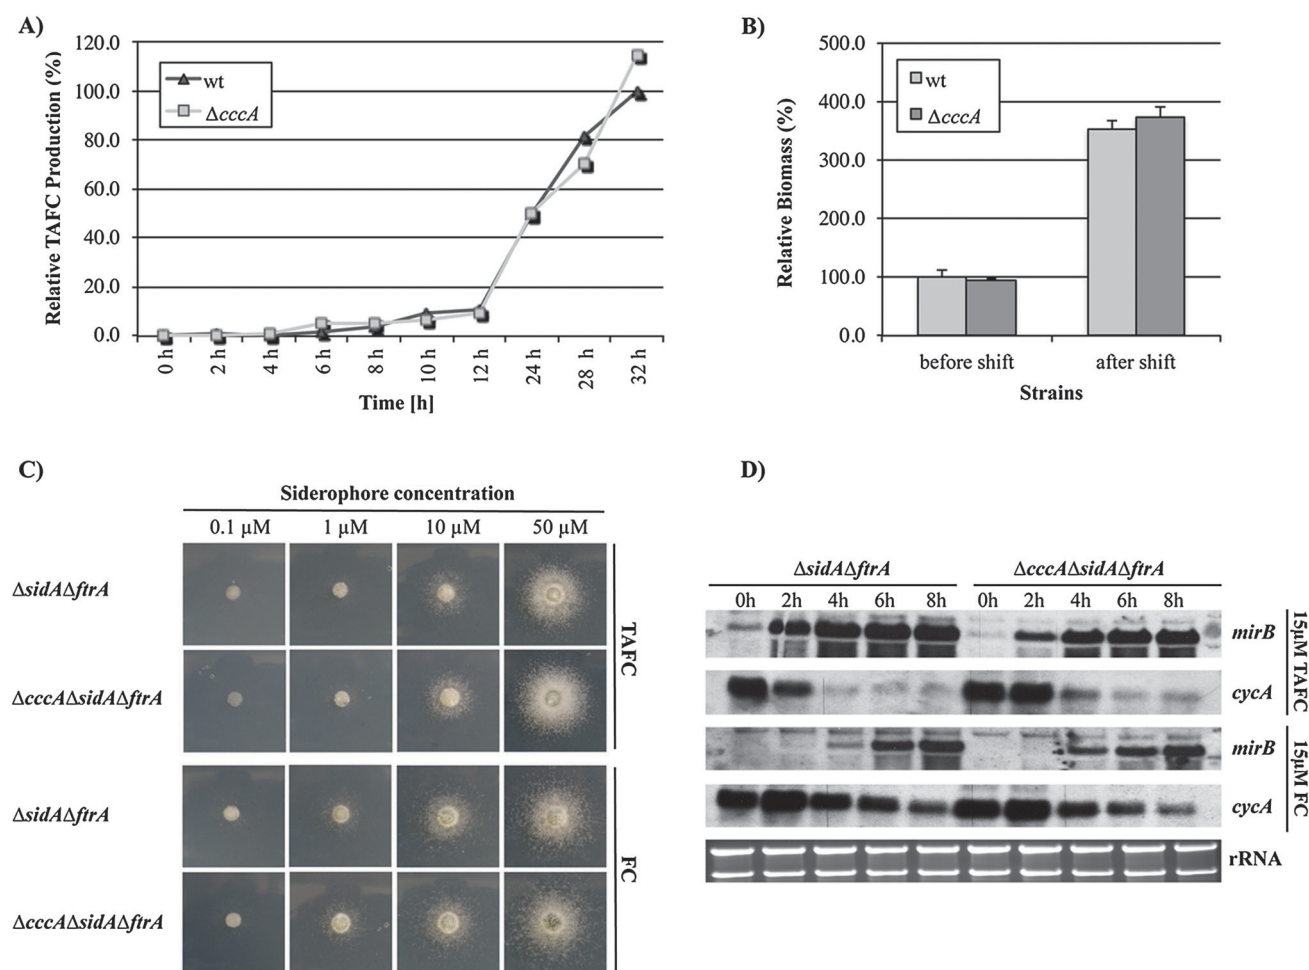 A)
120.0
100.0
80.0
60.0
40.0
20.0
0.0
Relative TAFC Production (%)
wt
ΔcccA
0 h
2 h
4 h
6 h
8 h
10 h
12 h
24 h
28 h
32 h
Time [h]
B)
500.0
400.0
300.0
200.0
100.0
0.0
Relative Biomass (%)
wt
ΔcccA
before shift after shift
Strains
C)
Siderophore concentration
0.1 µM 1 µM 10 µM 50 µM
ΔsidAΔftrA
ΔcccAΔsidAΔftrA
TAFC
ΔsidAΔftrA
ΔcccAΔsidAΔftrA
FC
D)
ΔsidAΔftrA ΔcccAΔsidAΔftrA
0h 2h 4h 6h 8h 0h 2h 4h 6h 8h
mirB
cycA
15µM TAFC
mirB
cycA
15µM FC
rRNA